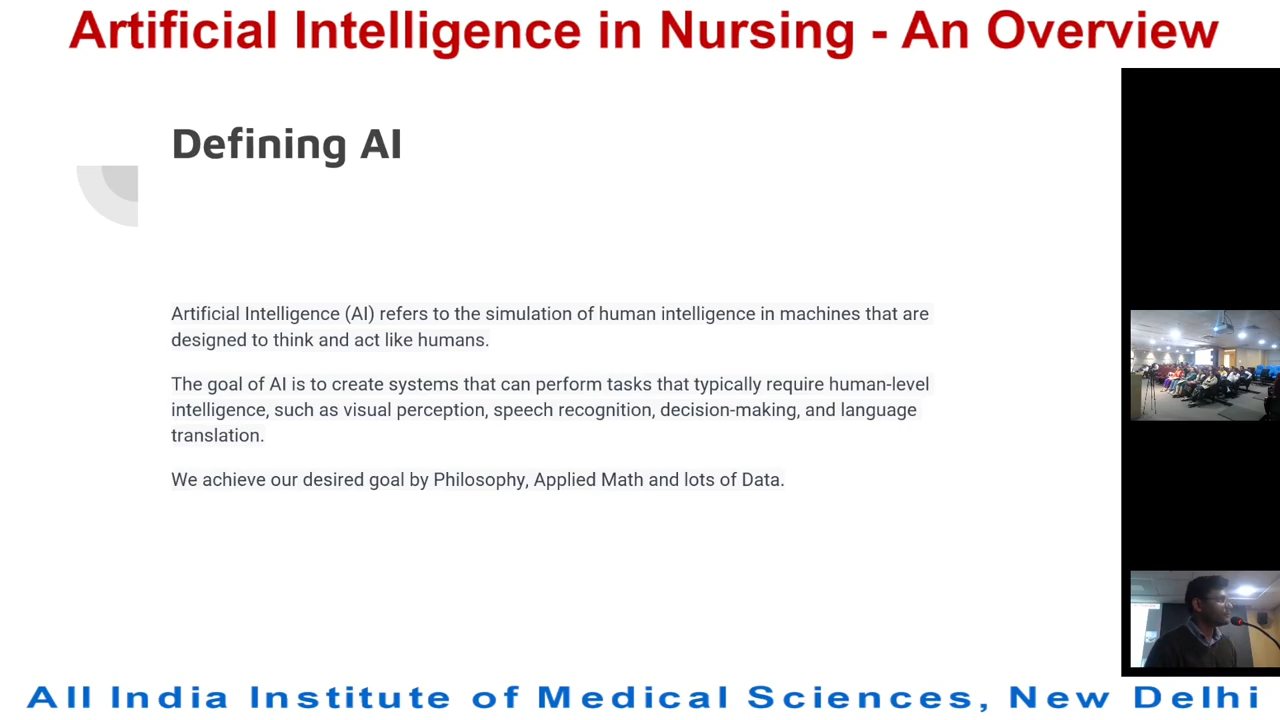 Artificial Intelligence in Nursing - An Overview
Defining AI
Artificial Intelligence (AI) refers to the simulation of human intelligence in machines that are
designed to think and act like humans.
The goal of AI is to create systems that can perform tasks that typically require human-level
intelligence, such as visual perception, speech recognition, decision-making, and language
translation.
We achieve our desired goal by Philosophy, Applied Math and lots of Data.
All India Institute of Medical Sciences, New Delhi